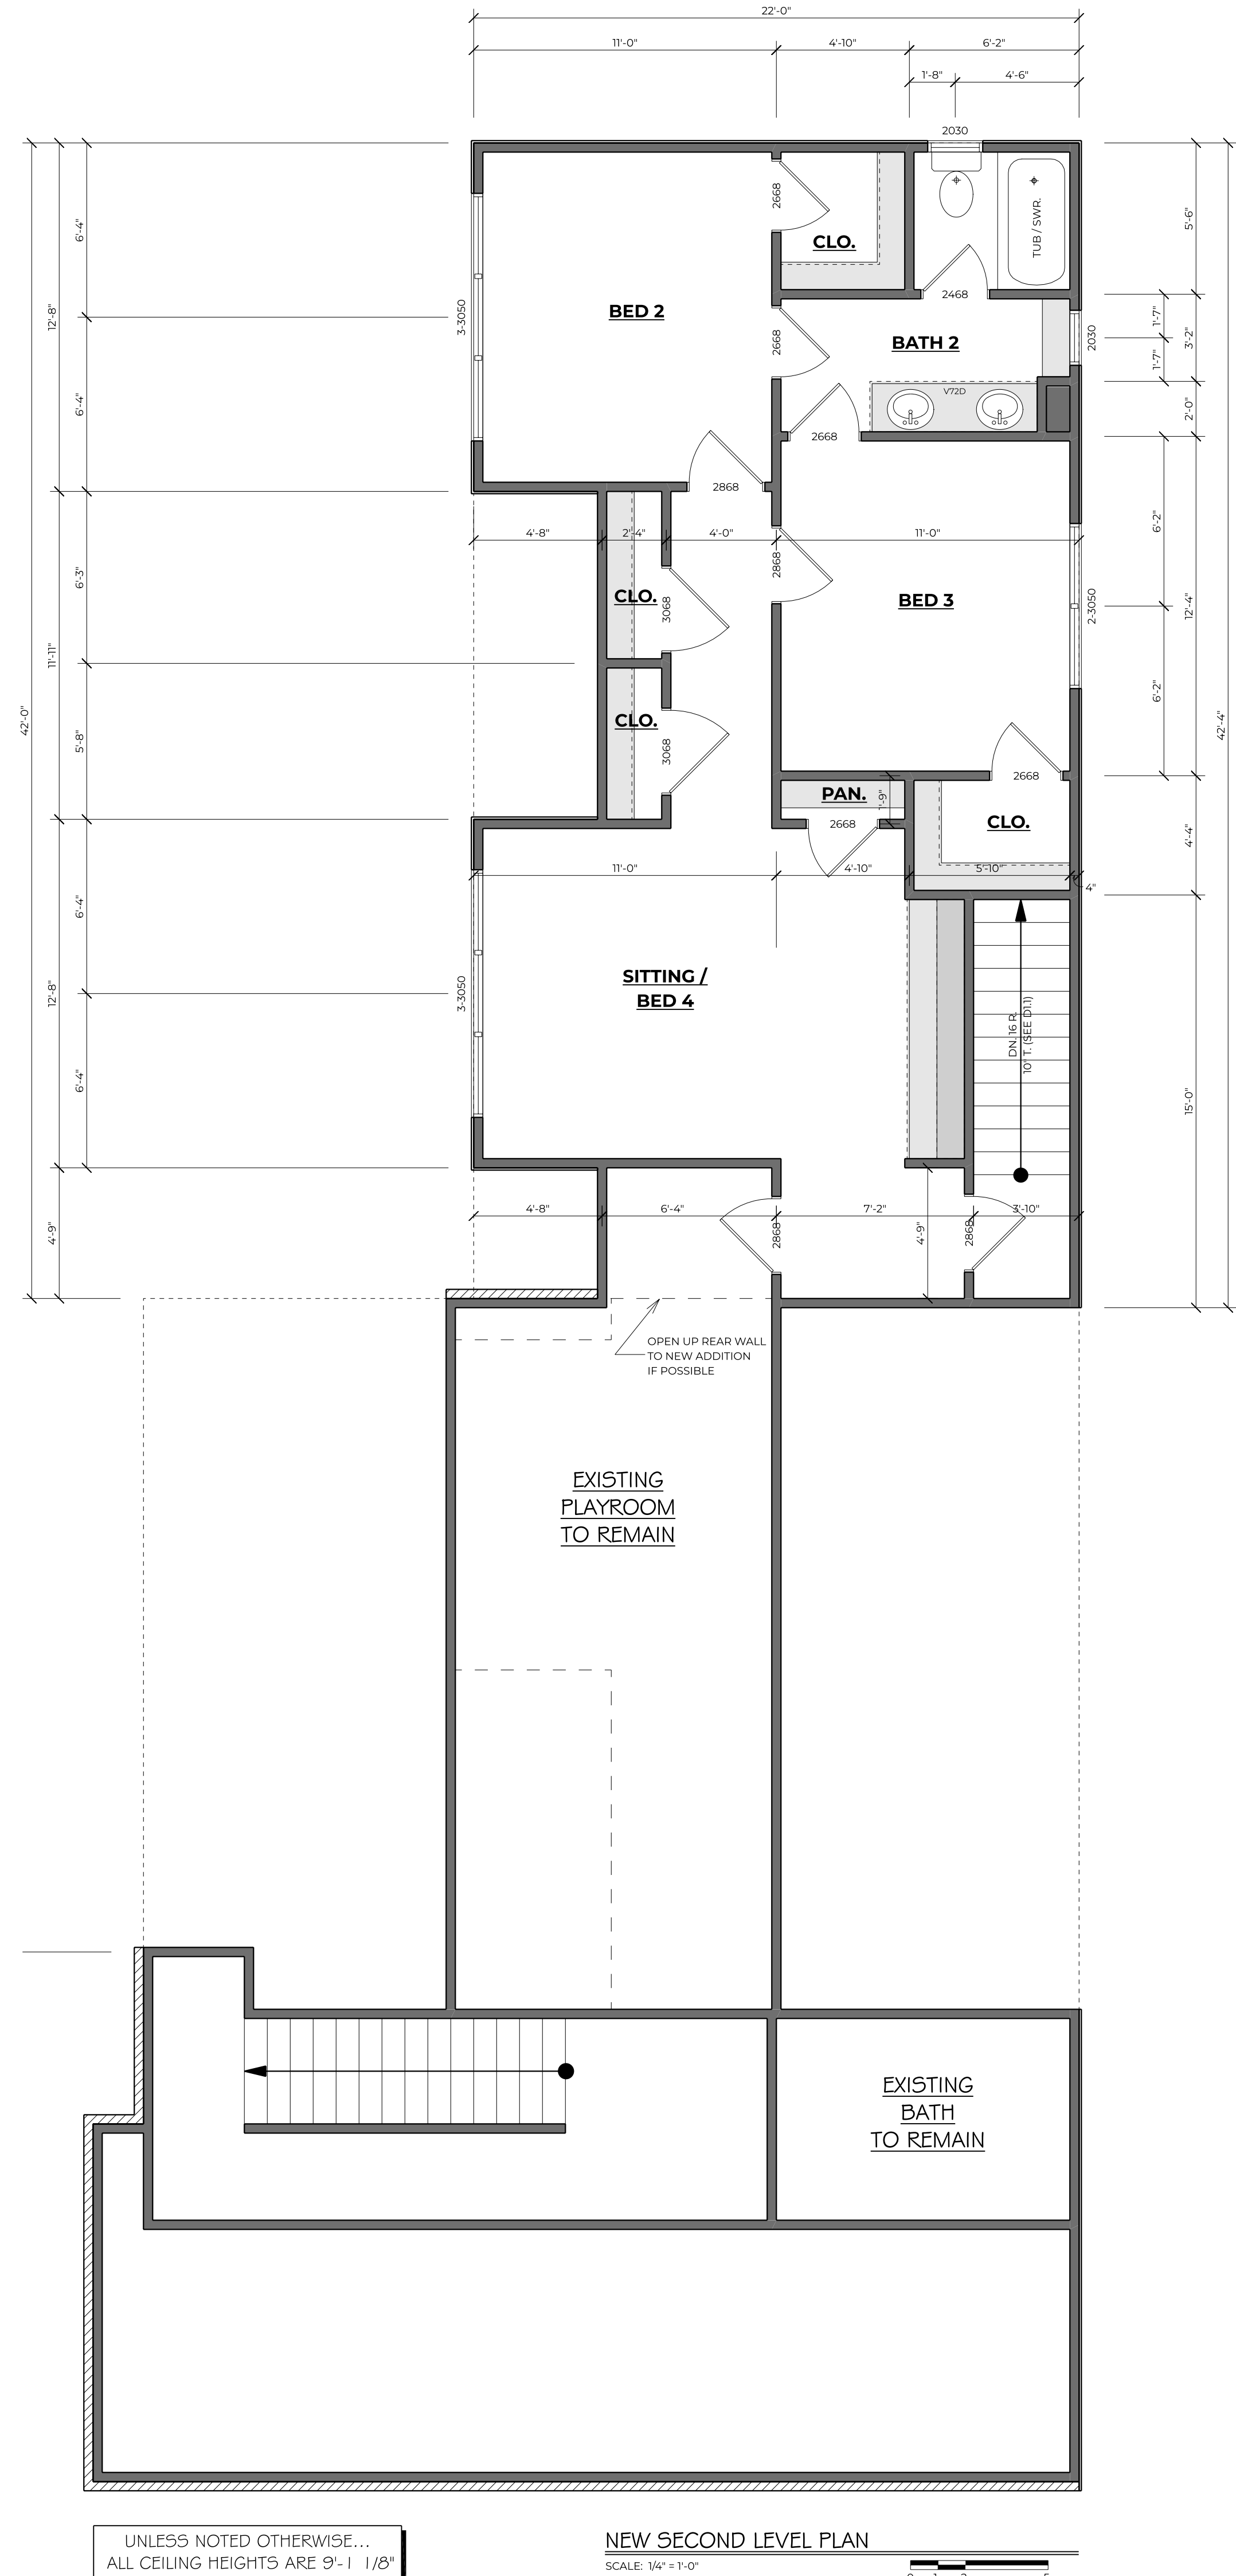 22'-0"
11'-0"
4'-10"
6'-2"
1'-8"
4'-6"
2030
6'-4"
12'-8"
3-3050
6'-4"
42'-0"
2668
CLO.
TUB / SWR.
5'-6"
BED 2
2468
2668
BATH 2
2030
1'-7"
3'-2"
1'-7"
V72D
2'-0"
2668
2868
4'-8"
2'-4"
4'-0"
11'-0"
6'-2"
6'-3"
2868
CLO.
3068
BED 3
2-3050
12'-4"
11'-11"
42'-4"
CLO.
3068
5'-8"
6'-2"
2668
PAN.
1'-9"
2668
CLO.
4'-4"
11'-0"
4'-10"
5'-10"
4"
6'-4"
12'-8"
3-3050
6'-4"
SITTING /
BED 4
DN. 16 R.
10" T. (SEE D1.1)
15'-0"
4'-8"
6'-4"
2868
7'-2"
4'-9"
2868
3'-10"
4'-9"
OPEN UP REAR WALL
TO NEW ADDITION
IF POSSIBLE
EXISTING
PLAYROOM
TO REMAIN
EXISTING
BATH
TO REMAIN
UNLESS NOTED OTHERWISE...
ALL CEILING HEIGHTS ARE 9'-1 1/8"
NEW SECOND LEVEL PLAN
SCALE: 1/4" = 1'-0"